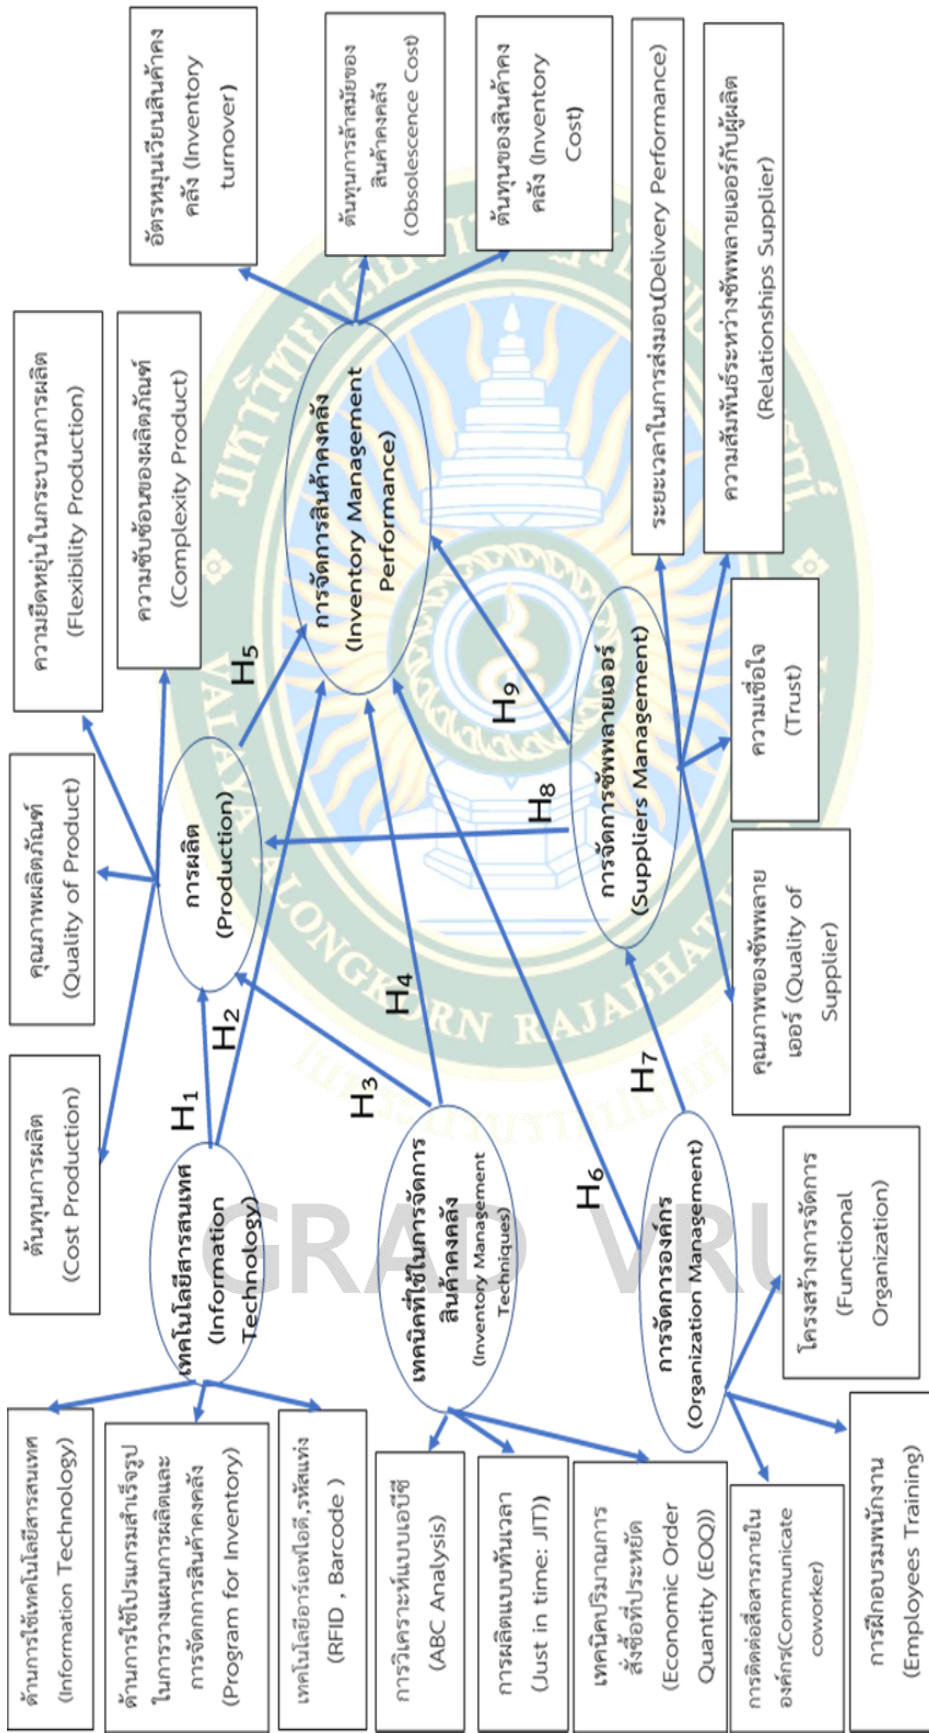 ด้านการใช้เทคโนโลยีสารสนเทศ
(Information Technology)
ด้านการใช้โปรแกรมสำเร็จรูป
ในการวางแผนการผลิตและ
การจัดการสินค้าคงคลัง
(Program for Inventory)
เทคโนโลยีอาร์เอฟไอดี,รหัสแท่ง
(RFID , Barcode )
การวิเคราะห์แบบเอบีซี
(ABC Analysis)
การผลิตแบบทันเวลา
(Just in time: JIT))
เทคนิคปริมาณการ
สั่งซื้อที่ประหยัด
(Economic Order
Quantity (EOQ))
การติดต่อสื่อสารภายใน
องค์กร(Communicate
coworker)
การฝึกอบรมพนักงาน
(Employees Training)
โครงสร้างการจัดการ
(Functional
Organization)
เทคโนโลยีสารสนเทศ
(Information
Technology)
เทคนิคที่ใช้ในการจัดการ
สินค้าคงคลัง
(Inventory Management
Techniques)
การจัดการองค์กร
(Organization Management)
H1
H2
H3
H4
H5
H6
H7
H8
H9
ต้นทุนการผลิต
(Cost Production)
คุณภาพผลิตภัณฑ์
(Quality of Product)
ความยืดหยุ่นในกระบวนการผลิต
(Flexibility Production)
ความซับซ้อนของผลิตภัณฑ์
(Complexity Product)
การผลิต
(Production)
การจัดการซัพพลายเออร์
(Suppliers Management)
คุณภาพของซัพพลาย
เออร์ (Quality of
Supplier)
ความเชื่อใจ
(Trust)
ระยะเวลาในการส่งมอบ(Delivery Performance)
ความสัมพันธ์ระหว่างซัพพลายเออร์กับผู้ผลิต
(Relationships Supplier)
การจัดการสินค้าคงคลัง
(Inventory Management
Performance)
อัตรหมุนเวียนสินค้าคง
คลัง (Inventory
turnover)
ต้นทุนการล้าสมัยของ
สินค้าคงคลัง
(Obsolescence Cost)
ต้นทุนของสินค้าคง
คลัง (Inventory
Cost)
VALAYA ALONGKORN RAJABHAT
GRAD VRU